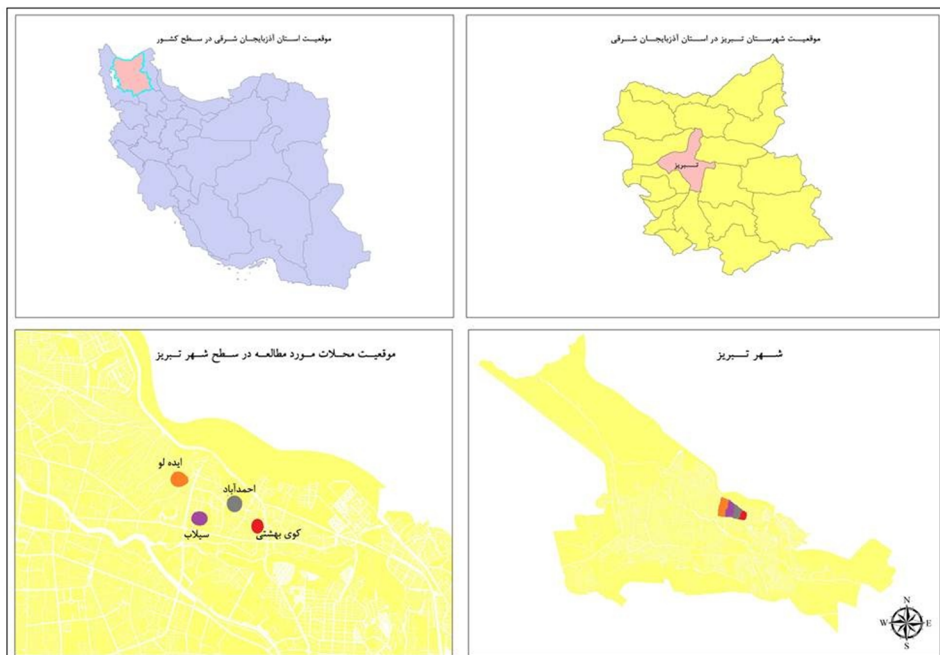 موقعیت استان آذربایجان شرقی در سطح کشور
موقعیت شهرستان تبریز در استان آذربایجان شرقی
تبریز
موقعیت محلات مورد مطالعه در سطح شهر تبریز
ایده لو
احمدآباد
سیلاب
کوی بهشتی
شهر تبریز
N
W
E
S